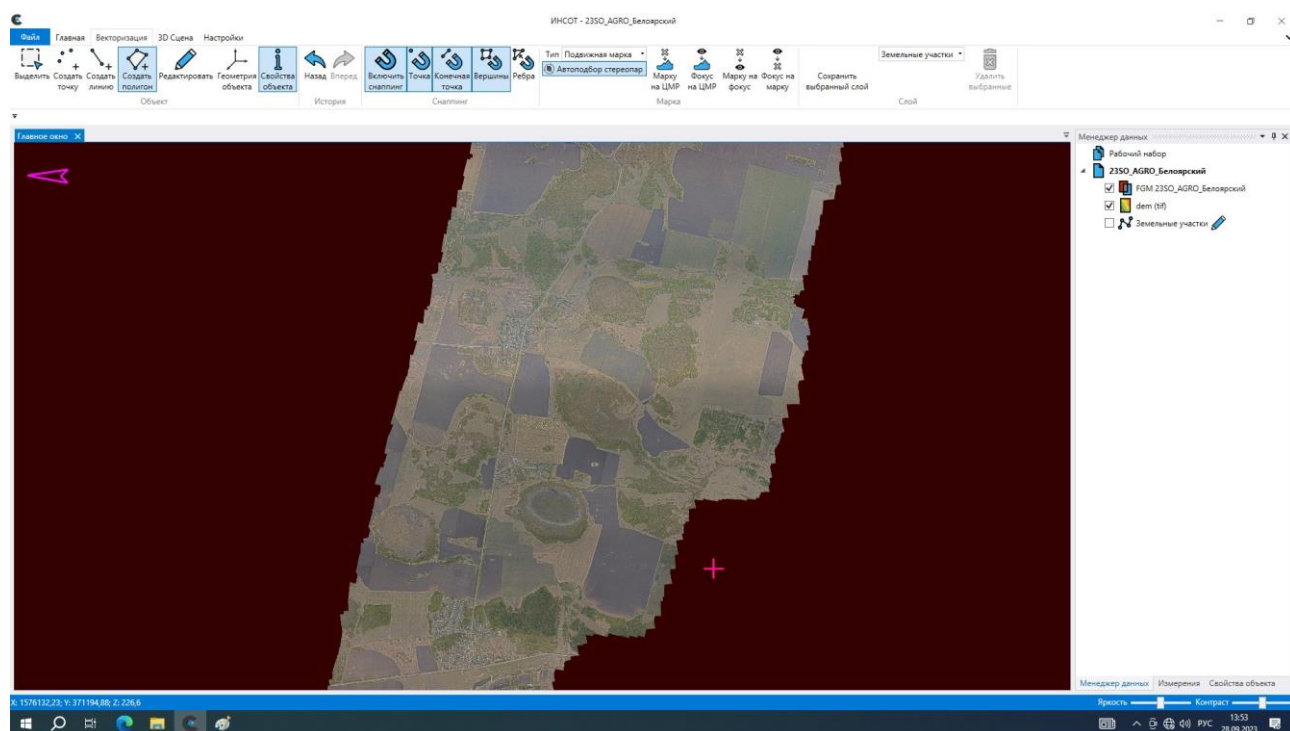 ИНСОТ - 23SO_AGRO_Белоярский
Файл Главная Векторизация 3D Сцена Настройки
Выделить Создать точку Создать линию Создать полигон Редактировать Геометрия объекта Свойства объекта Назад Вперед Включить снаппинг Точка Конечная точка Вершины Ребра
Тип Подвижная марка
Автоподбор стереопар
Марку на ЦМР Фокус на ЦМР Марку на фокус Фокус на марку Сохранить выбранный слой
Земельные участки
Удалить выбранные
Объект История Снаппинг Марка Слой
Главное окно X
Менеджер данных
Рабочий набор
23SO_AGRO_Белоярский
FGM 23SO_AGRO_Белоярский
dem (tif)
Земельные участки
Менеджер данных Измерения Свойства объекта
X: 1576132,23; Y: 371194,88; Z: 226,6
Яркость Контраст
РУС
13:53
28.09.2023